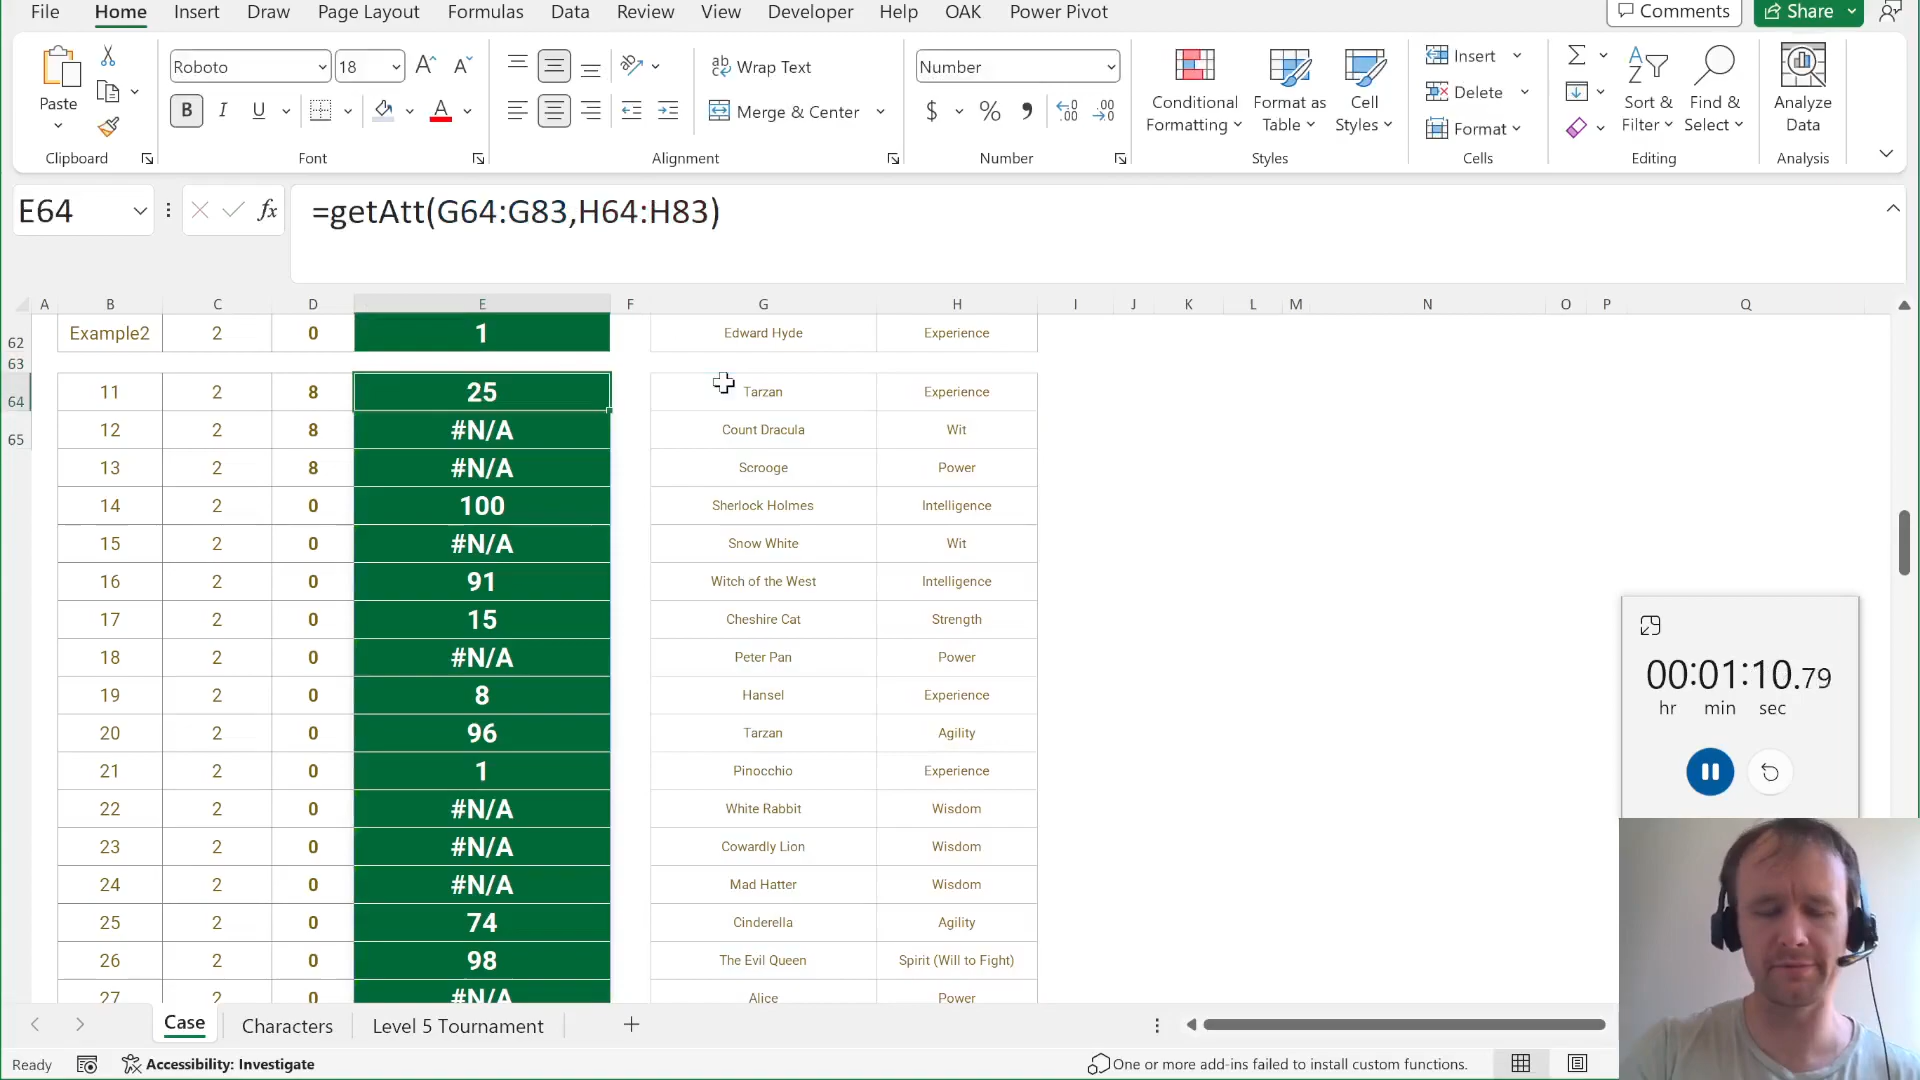 File Home Insert Draw Page Layout Formulas Data Review View Developer Help OAK Power Pivot Comments Share
Paste
Clipboard
Roboto 18
B I U A
Font
Wrap Text
Merge & Center
Alignment
Number
$ %
Number
Conditional Formatting
Format as Table
Cell Styles
Styles
Insert
Delete
Format
Cells
Sort & Filter
Find & Select
Editing
Analyze Data
Analysis
E64 fx =getAtt(G64:G83,H64:H83)
A B C D E F G H I J K L M N O P Q
62 Example2 2 0 1 Edward Hyde Experience
63
64 11 2 8 25 Tarzan Experience
65 12 2 8 #N/A Count Dracula Wit
13 2 8 #N/A Scrooge Power
14 2 0 100 Sherlock Holmes Intelligence
15 2 0 #N/A Snow White Wit
16 2 0 91 Witch of the West Intelligence
17 2 0 15 Cheshire Cat Strength
18 2 0 #N/A Peter Pan Power
19 2 0 8 Hansel Experience
20 2 0 96 Tarzan Agility
21 2 0 1 Pinocchio Experience
22 2 0 #N/A White Rabbit Wisdom
23 2 0 #N/A Cowardly Lion Wisdom
24 2 0 #N/A Mad Hatter Wisdom
25 2 0 74 Cinderella Agility
26 2 0 98 The Evil Queen Spirit (Will to Fight)
27 2 0 #N/A Alice Power
00:01:10.79
hr min sec
Case Characters Level 5 Tournament
Ready Accessibility: Investigate One or more add-ins failed to install custom functions.